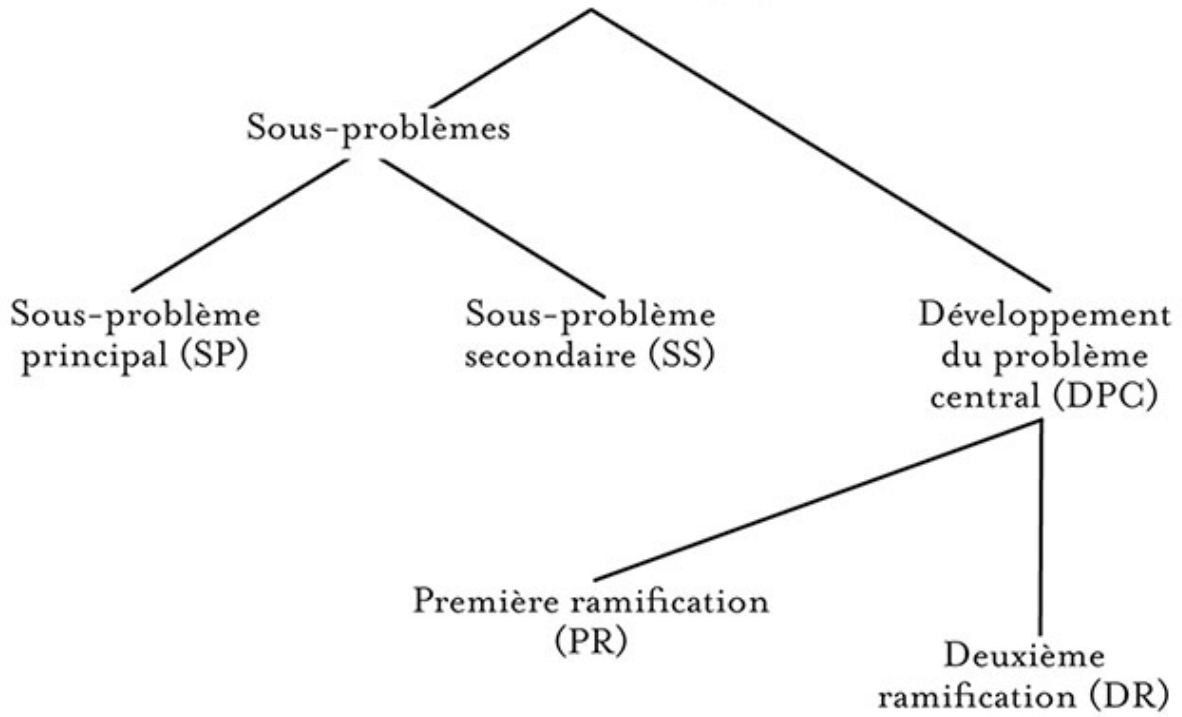 Sous-problèmes
Sous-problème
principal (SP)
Sous-problème
secondaire (SS)
Développement
du problème
central (DPC)
Première ramification
(PR)
Deuxième
ramification (DR)